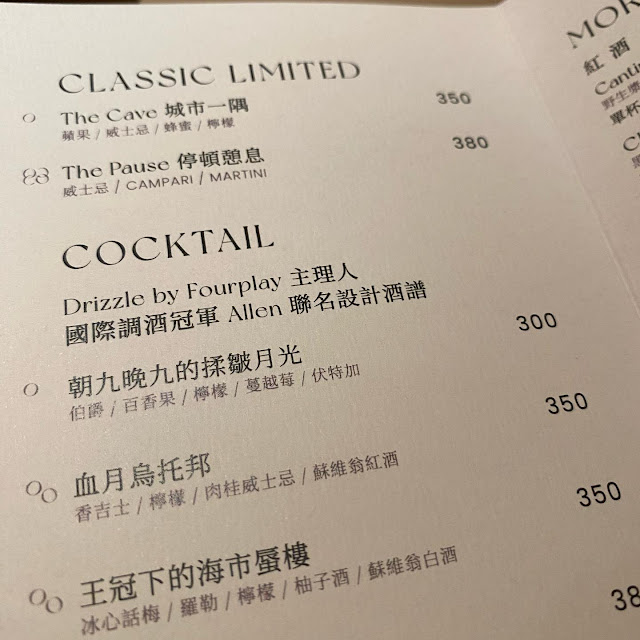 CLASSIC LIMITED
The Cave 城市一隅 350
蘋果 / 威士忌 / 蜂蜜 / 檸檬
The Pause 停頓憩息 380
威士忌 / CAMPARI / MARTINI
COCKTAIL
Drizzle by Fourplay 主理人
國際調酒冠軍 Allen 聯名設計酒譜
朝九晚九的揉皺月光 300
伯爵 / 百香果 / 檸檬 / 蔓越莓 / 伏特加
血月烏托邦 350
香吉士 / 檸檬 / 肉桂威士忌 / 蘇維翁紅酒
王冠下的海市蜃樓 350
冰心話梅 / 羅勒 / 檸檬 / 柚子酒 / 蘇維翁白酒
紅酒
野生
單杯